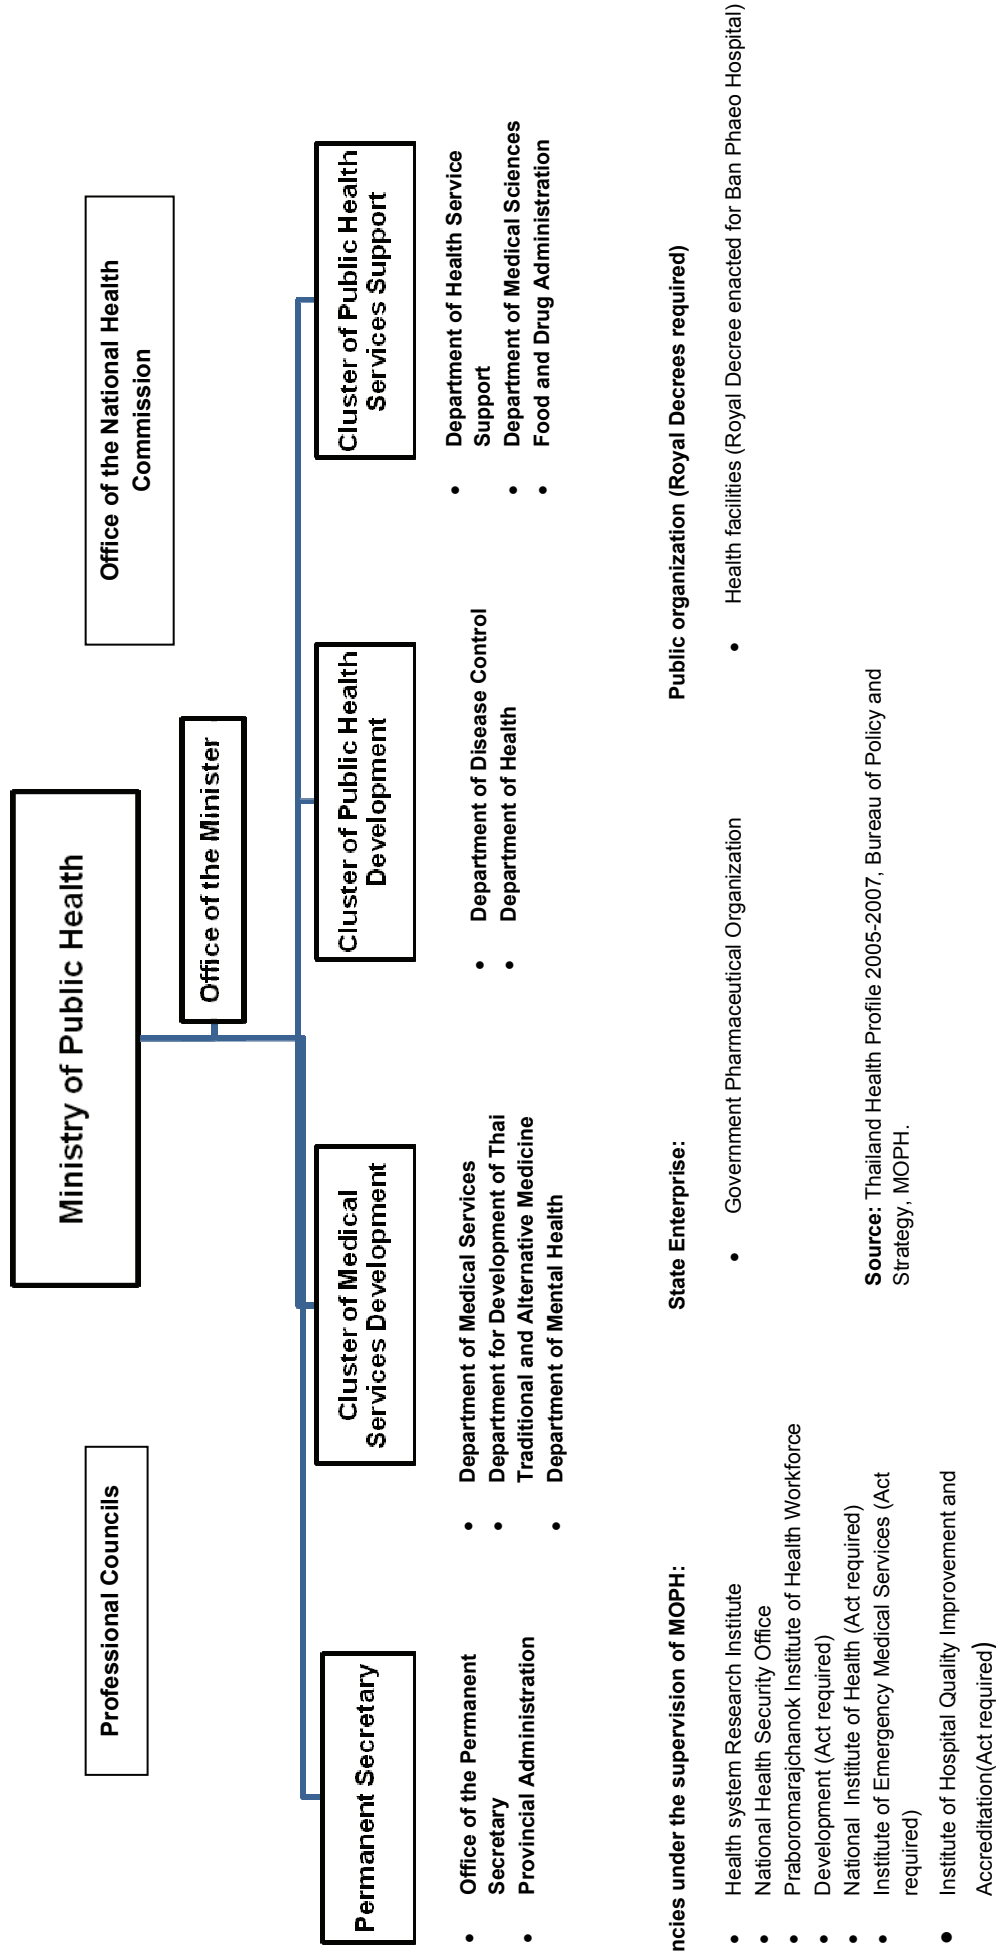 Ministry of Public Health
Professional Councils
Office of the National Health
Commission
Office of the Minister
Permanent Secretary
Cluster of Medical
Services Development
Cluster of Public Health
Development
Cluster of Public Health
Services Support
• Office of the Permanent
Secretary
• Provincial Administration
• Department of Medical Services
• Department for Development of Thai
Traditional and Alternative Medicine
• Department of Mental Health
• Department of Disease Control
• Department of Health
• Department of Health Service
Support
• Department of Medical Sciences
• Food and Drug Administration
ncies under the supervision of MOPH:
• Health system Research Institute
• National Health Security Office
• Praboromarajchanok Institute of Health Workforce
• Development (Act required)
• National Institute of Health (Act required)
• Institute of Emergency Medical Services (Act
required)
• Institute of Hospital Quality Improvement and
Accreditation(Act required)
State Enterprise:
• Government Pharmaceutical Organization
Public organization (Royal Decrees required)
• Health facilities (Royal Decree enacted for Ban Phaeo Hospital)
Source: Thailand Health Profile 2005-2007, Bureau of Policy and
Strategy, MOPH.